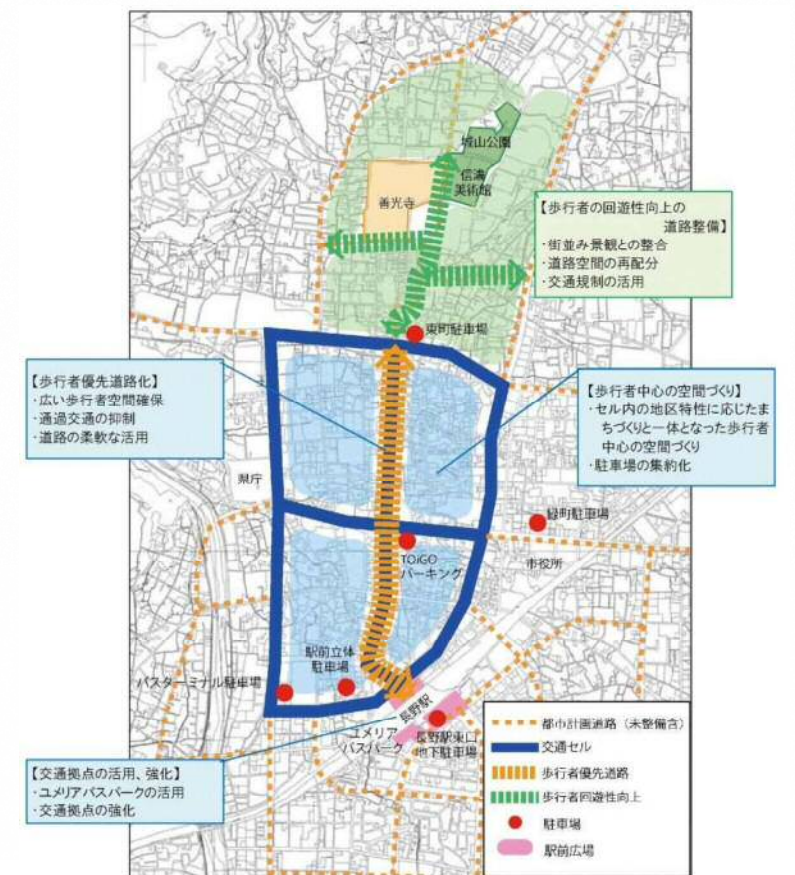 城山公園
信濃
美術館
善光寺
【歩行者の回遊性向上の
道路整備】
・街並み景観との整合
・道路空間の再配分
・交通規制の活用
東町駐車場
【歩行者優先道路化】
・広い歩行者空間確保
・通過交通の抑制
・道路の柔軟な活用
【歩行者中心の空間づくり】
・セル内の地区特性に応じたま
ちづくりと一体となった歩行者
中心の空間づくり
・駐車場の集約化
県庁
緑町駐車場
TOiGO
パーキング
市役所
駅前立体
駐車場
バスターミナル駐車場
長野駅
ユメリア
バスパーク
長野駅東口
地下駐車場
【交通拠点の活用、強化】
・ユメリアバスパークの活用
・交通拠点の強化
都市計画道路（未整備含）
交通セル
歩行者優先道路
歩行者回遊性向上
駐車場
駅前広場